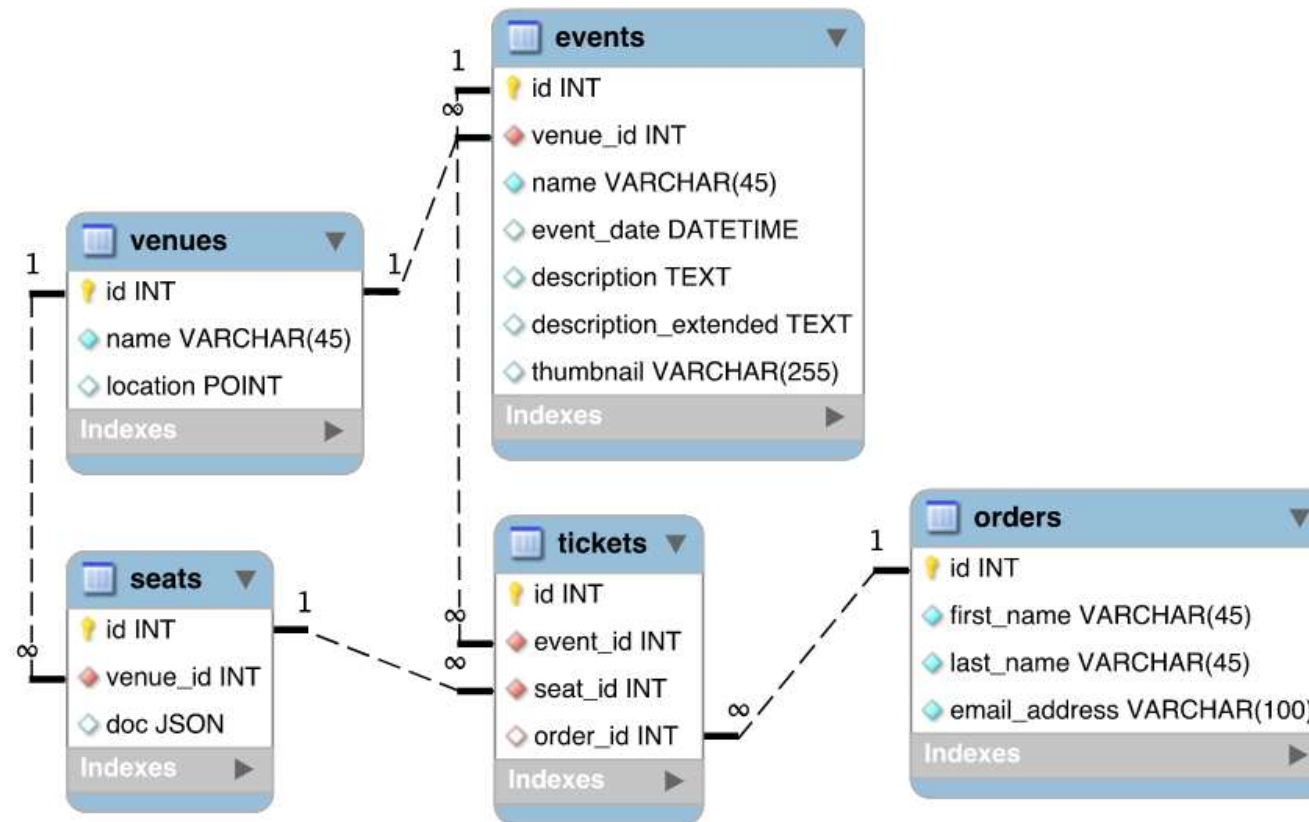 events
1
id INT
∞
venue_id INT
name VARCHAR(45)
event_date DATETIME
description TEXT
description_extended TEXT
thumbnail VARCHAR(255)
Indexes
venues
1
1
id INT
name VARCHAR(45)
location POINT
Indexes
seats
1
id INT
∞
venue_id INT
doc JSON
Indexes
tickets
id INT
∞
event_id INT
∞
seat_id INT
order_id INT
∞
Indexes
orders
1
id INT
first_name VARCHAR(45)
last_name VARCHAR(45)
email_address VARCHAR(100)
Indexes